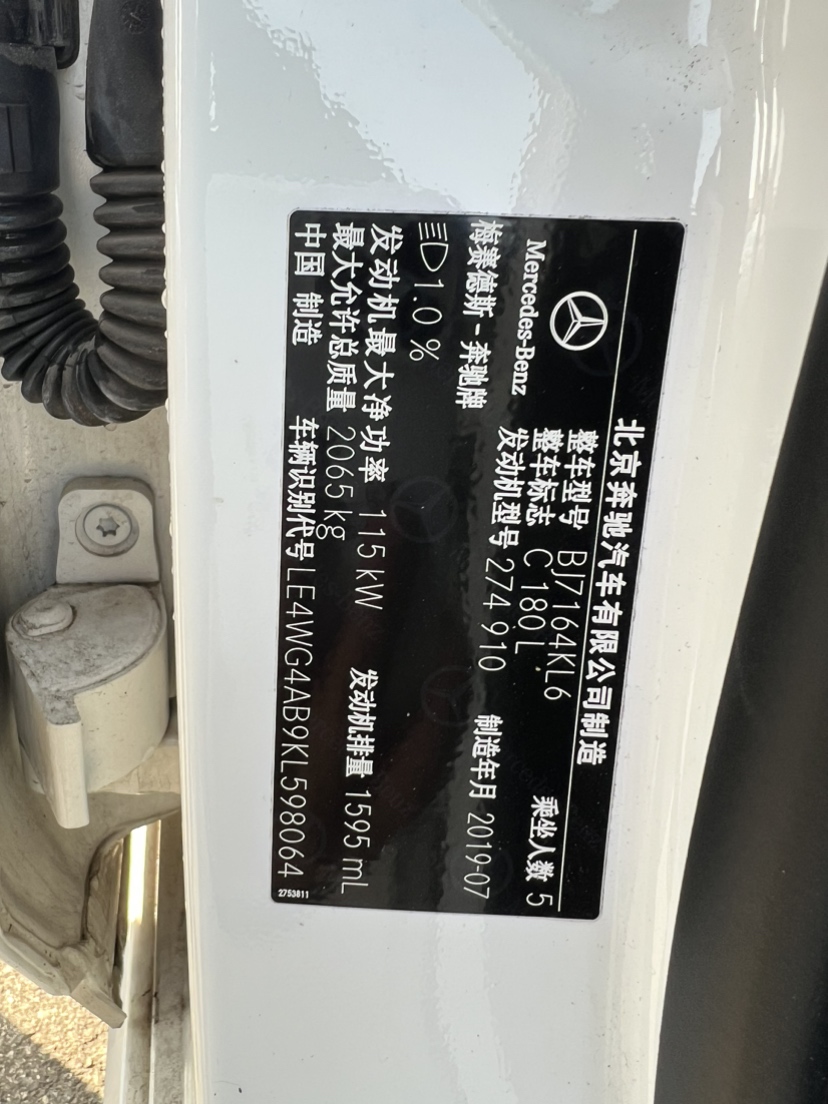 北京奔驰汽车有限公司制造
Mercedes-Benz
整车型号 BJ7164KL6
整车标志 C 180 L
乘坐人数 5
梅赛德斯-奔驰牌
发动机型号 274 910
制造年月 2019-07
1.0 %
发动机最大净功率 115 kW
发动机排量 1595 mL
最大允许总质量 2065 kg
中国 制造
车辆识别代号 LE4WG4AB9KL598064
2753811